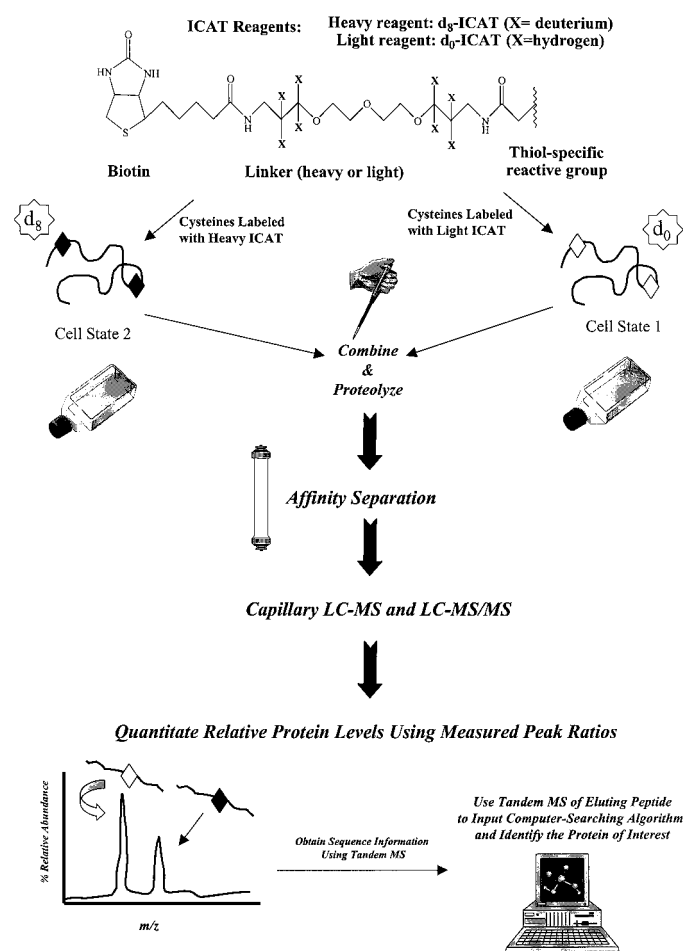 ICAT Reagents: Heavy reagent: d8-ICAT (X= deuterium)
Light reagent: d0-ICAT (X=hydrogen)
O
HN
NH
S
O
N
H
X
X
X
X
O
O
O
X
X
X
X
N
H
O
Biotin
Linker (heavy or light)
Thiol-specific
reactive group
d8
Cysteines Labeled
with Heavy ICAT
Cysteines Labeled
with Light ICAT
d0
Cell State 2
Cell State 1
Combine
&
Proteolyze
Affinity Separation
Capillary LC-MS and LC-MS/MS
Quantitate Relative Protein Levels Using Measured Peak Ratios
% Relative Abundance
m/z
Obtain Sequence Information
Using Tandem MS
Use Tandem MS of Eluting Peptide
to Input Computer-Searching Algorithm
and Identify the Protein of Interest